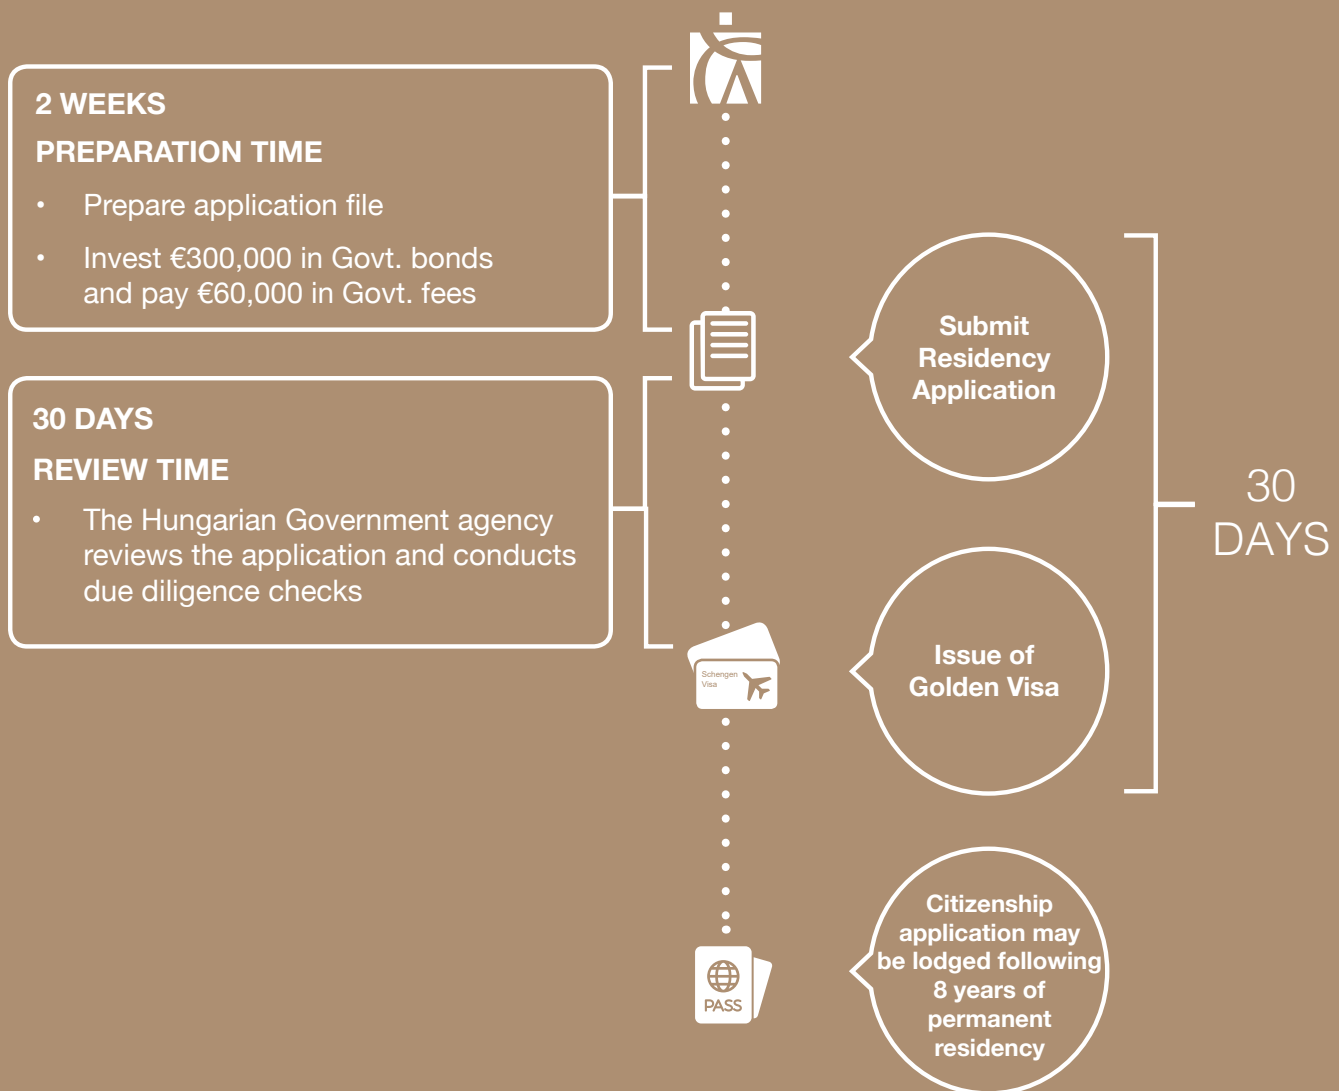 2 WEEKS
PREPARATION TIME
• Prepare application file
• Invest €300,000 in Govt. bonds
and pay €60,000 in Govt. fees
Submit
Residency
Application
30 DAYS
REVIEW TIME
• The Hungarian Government agency
reviews the application and conducts
due diligence checks
30
DAYS
Schengen
Visa
Issue of
Golden Visa
PASS
Citizenship
application may
be lodged following
8 years of
permanent
residency